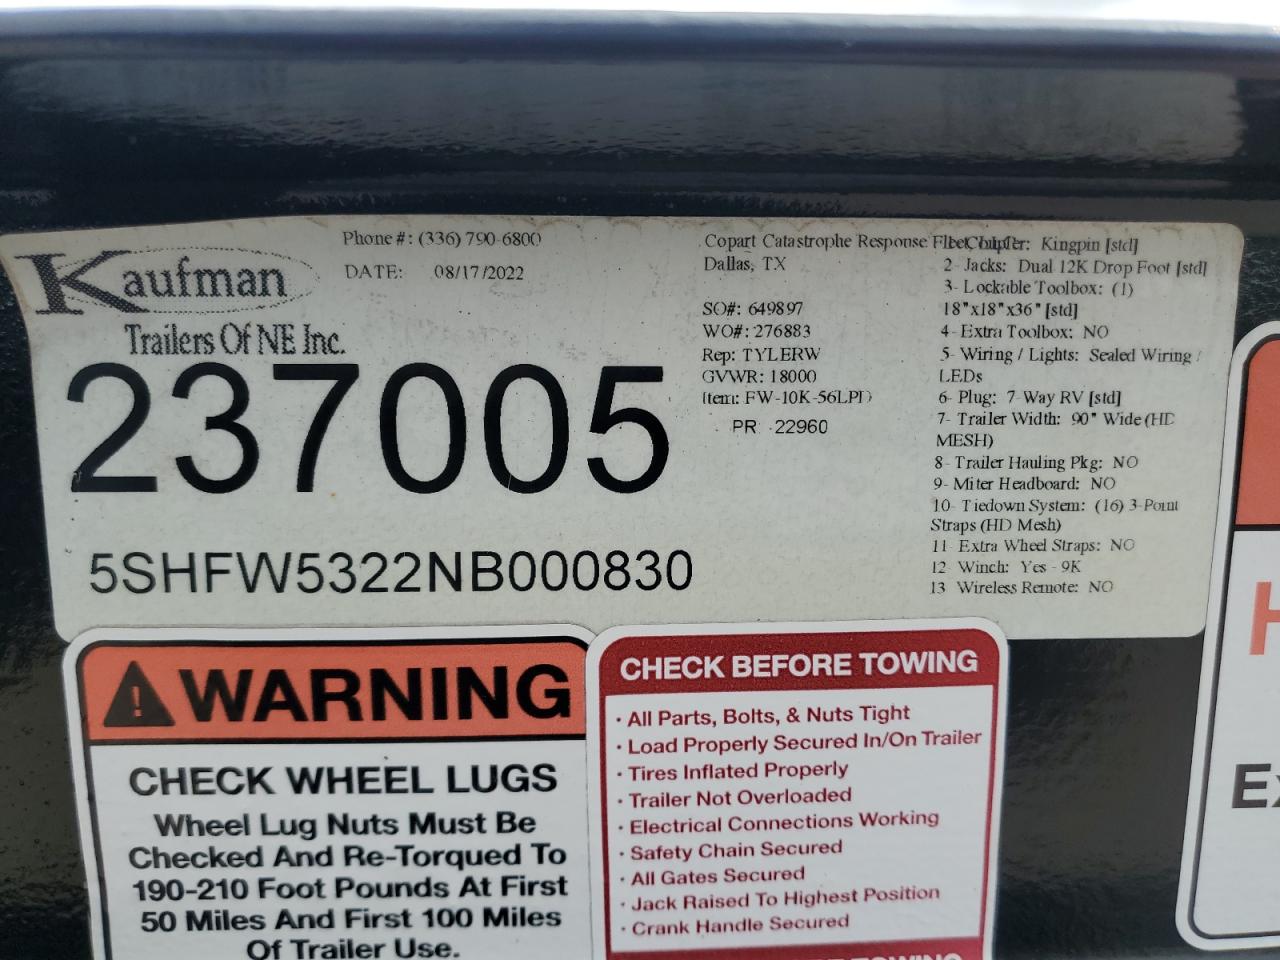 Kaufman
Trailers Of NE Inc.
Phone #: (336) 790-6800
DATE: 08/17/2022
237005
5SHFW5322NB000830
Copart Catastrophe Response Fleet
Dallas, TX
SO#: 649897
WO#: 276883
Rep: TYLERW
GVWR: 18000
Item: FW-10K-56LPD
PR 22960
Kingpin [std]
2- Jacks: Dual 12K Drop Foot [std]
3- Lockable Toolbox: (1)
18"x18"x36" [std]
4- Extra Toolbox: NO
5- Wiring / Lights: Sealed Wiring /
LEDs
6- Plug: 7-Way RV [std]
7- Trailer Width: 90" Wide (HD
MESH)
8- Trailer Hauling Pkg: NO
9- Miter Headboard: NO
10- Tiedown System: (16) 3-Point
Straps (HD Mesh)
11- Extra Wheel Straps: NO
12 Winch: Yes - 9K
13 Wireless Remote: NO
WARNING
CHECK WHEEL LUGS
Wheel Lug Nuts Must Be
Checked And Re-Torqued To
190-210 Foot Pounds At First
50 Miles And First 100 Miles
Of Trailer Use.
CHECK BEFORE TOWING
· All Parts, Bolts, & Nuts Tight
· Load Properly Secured In/On Trailer
· Tires Inflated Properly
· Trailer Not Overloaded
· Electrical Connections Working
· Safety Chain Secured
· All Gates Secured
· Jack Raised To Highest Position
· Crank Handle Secured
TOWING